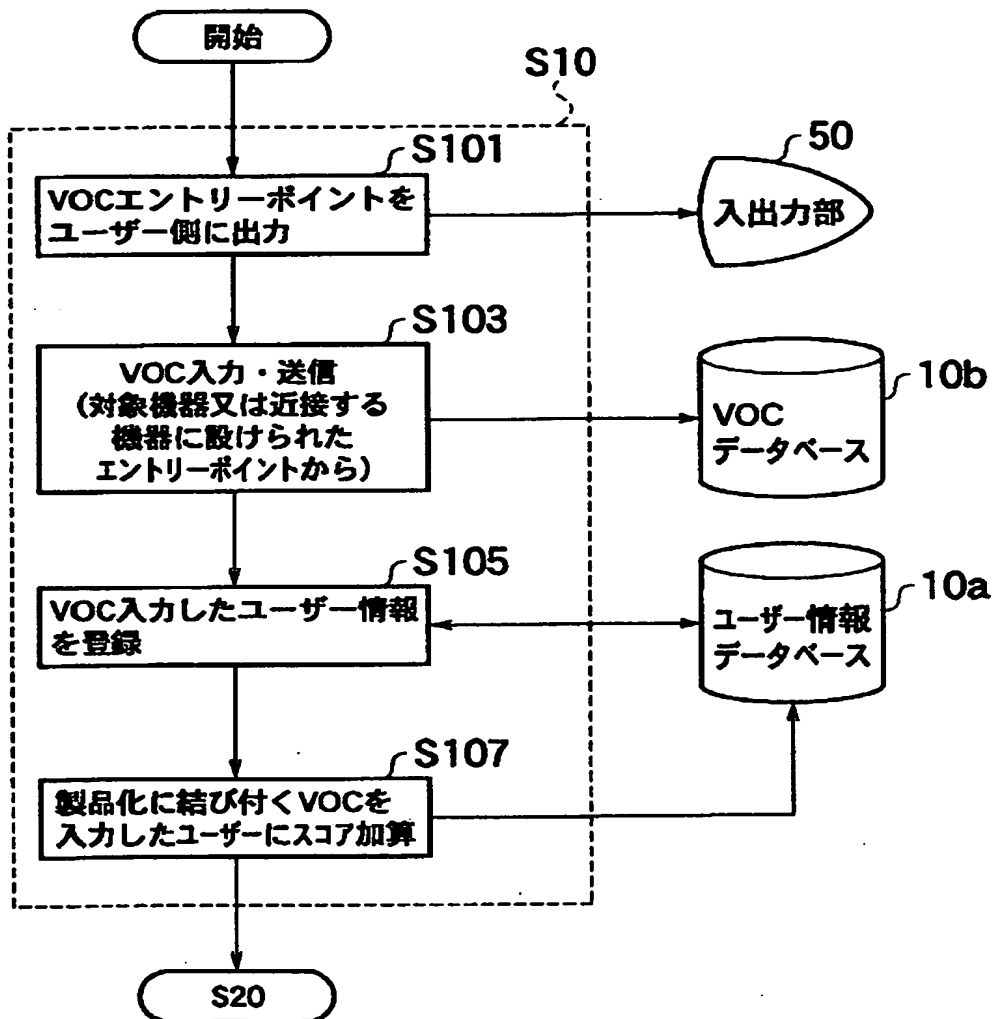 開始
S10
S101
VOCエントリーポイントを
ユーザー側に出力
50
入出力部
S103
VOC入力・送信
(対象機器又は近接する
機器に設けられた
エントリーポイントから)
10b
VOC
データベース
S105
VOC入力したユーザー情報
を登録
10a
ユーザー情報
データベース
S107
製品化に結び付くVOCを
入力したユーザーにスコア加算
S20